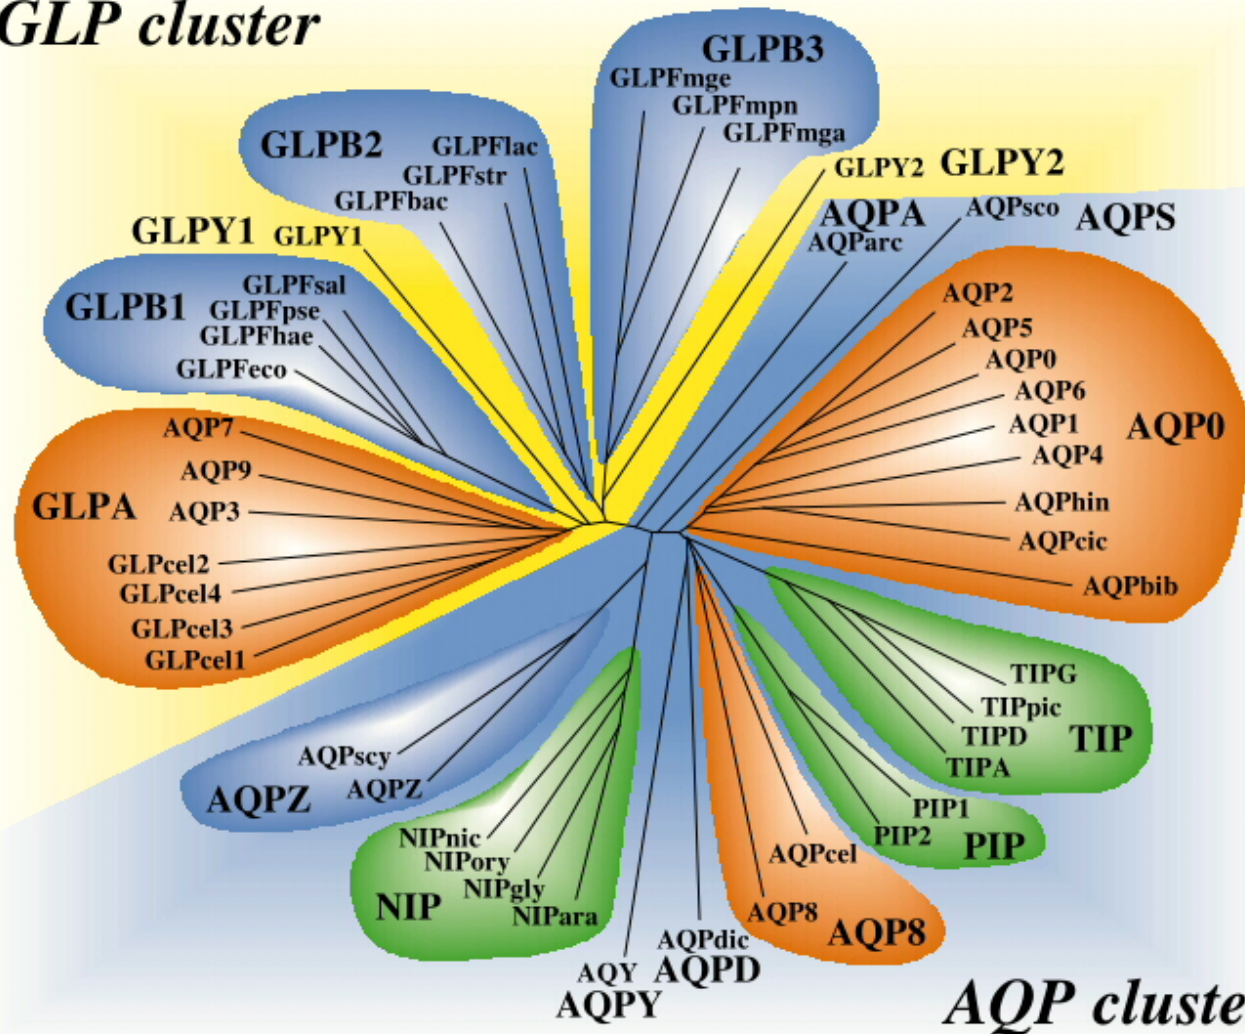 GLP cluster
GLPB3
GLPFmge
GLPFmpn
GLPFmga
GLPB2
GLPFlac
GLPFstr
GLPFbac
GLPY2 GLPY2
GLPY1 GLPY1
AQPA
AQParc
AQPsco AQPS
GLPB1
GLPFsal
GLPFpse
GLPFhae
GLPFeco
AQP2
AQP5
AQP0
AQP6
AQP1
AQP4
AQPhin
AQPcic
AQPbib
AQP0
GLPA
AQP7
AQP9
AQP3
GLPcel2
GLPcel4
GLPcel3
GLPcel1
TIPG
TIPpic
TIPD
TIPA
TIP
AQPscy
AQPZ
AQPZ
PIP1
PIP2
PIP
NIPnic
NIPory
NIPgly
NIPara
NIP
AQPcel
AQP8
AQP8
AQPdic
AQPD
AQY
AQPY
AQP cluste